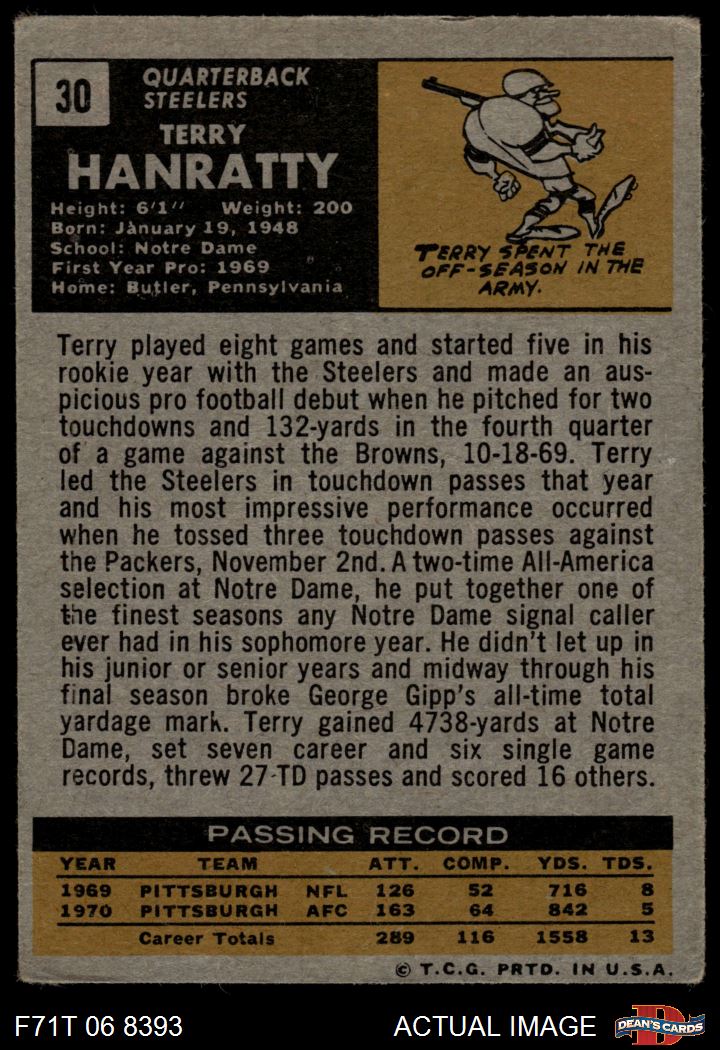 30
QUARTERBACK
STEELERS
TERRY
HANRATTY
Height: 6'1" Weight: 200
Born: January 19, 1948
School: Notre Dame
First Year Pro: 1969
Home: Butler, Pennsylvania
TERRY SPENT THE
OFF-SEASON IN THE
ARMY.
Terry played eight games and started five in his
rookie year with the Steelers and made an aus-
picious pro football debut when he pitched for two
touchdowns and 132-yards in the fourth quarter
of a game against the Browns, 10-18-69. Terry
led the Steelers in touchdown passes that year
and his most impressive performance occurred
when he tossed three touchdown passes against
the Packers, November 2nd. A two-time All-America
selection at Notre Dame, he put together one of
the finest seasons any Notre Dame signal caller
ever had in his sophomore year. He didn't let up in
his junior or senior years and midway through his
final season broke George Gipp's all-time total
yardage mark. Terry gained 4738-yards at Notre
Dame, set seven career and six single game
records, threw 27-TD passes and scored 16 others.
PASSING RECORD
YEAR TEAM ATT. COMP. YDS. TDS.
1969 PITTSBURGH NFL 126 52 716 8
1970 PITTSBURGH AFC 163 64 842 5
Career Totals 289 116 1558 13
© T.C.G. PRTD. IN U.S.A.
F71T 06 8393 ACTUAL IMAGE DEAN'S CARDS